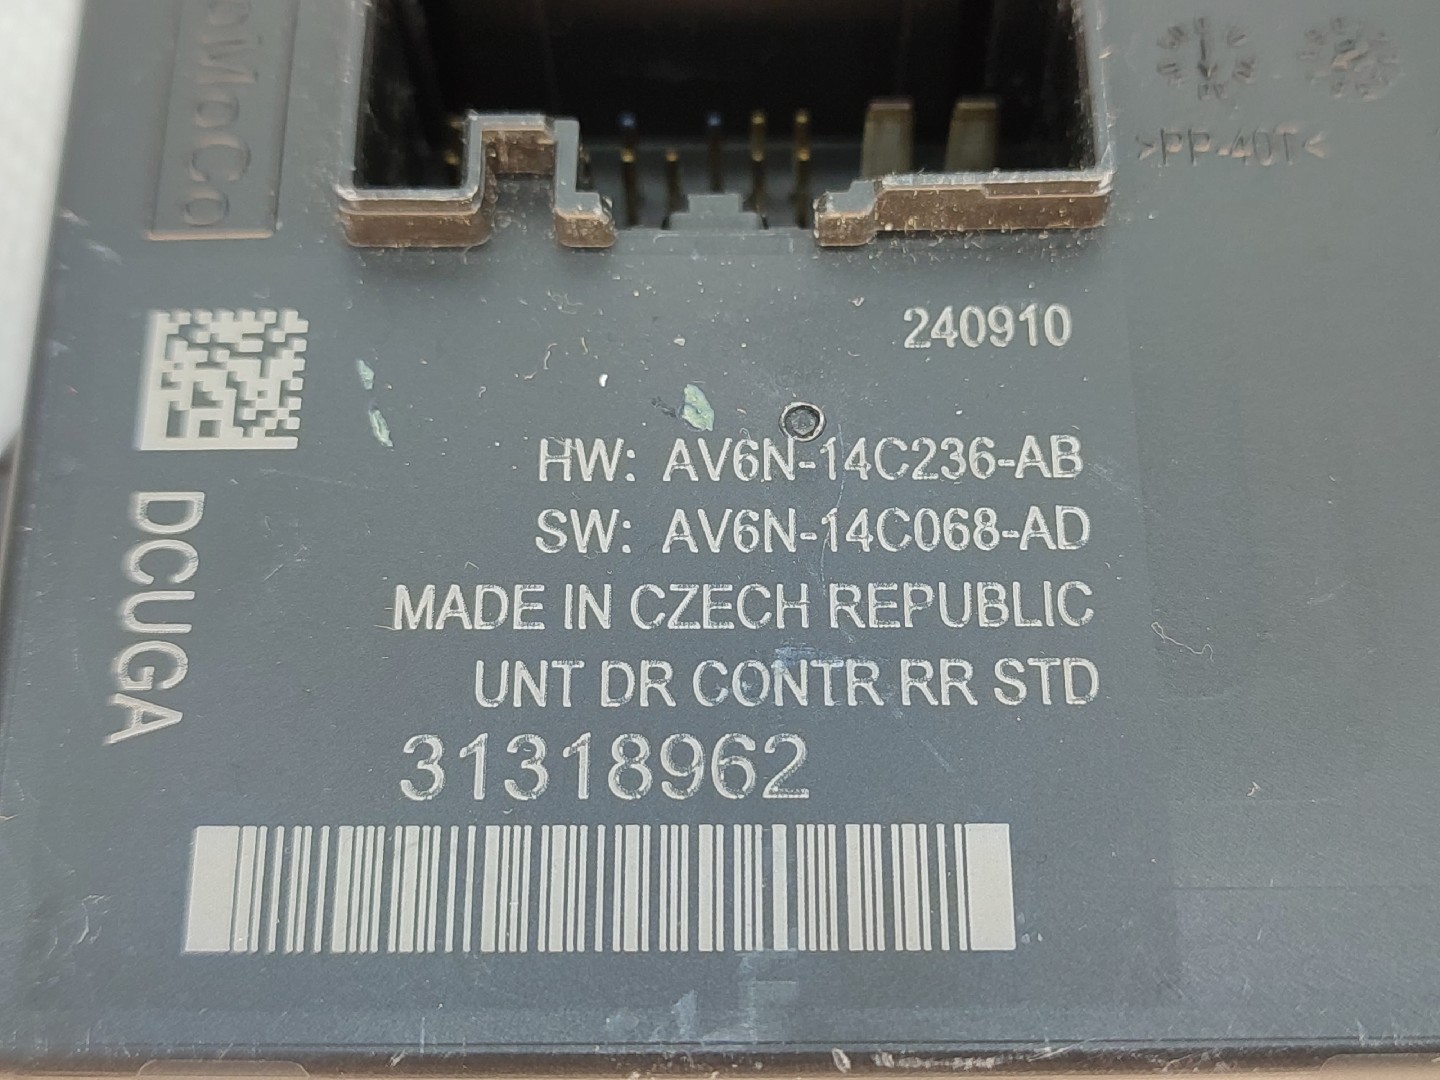 oMoCo
>PP-40T<
240910
HW: AV6N-14C236-AB
SW: AV6N-14C068-AD
MADE IN CZECH REPUBLIC
UNT DR CONTR RR STD
31318962
DCUGA